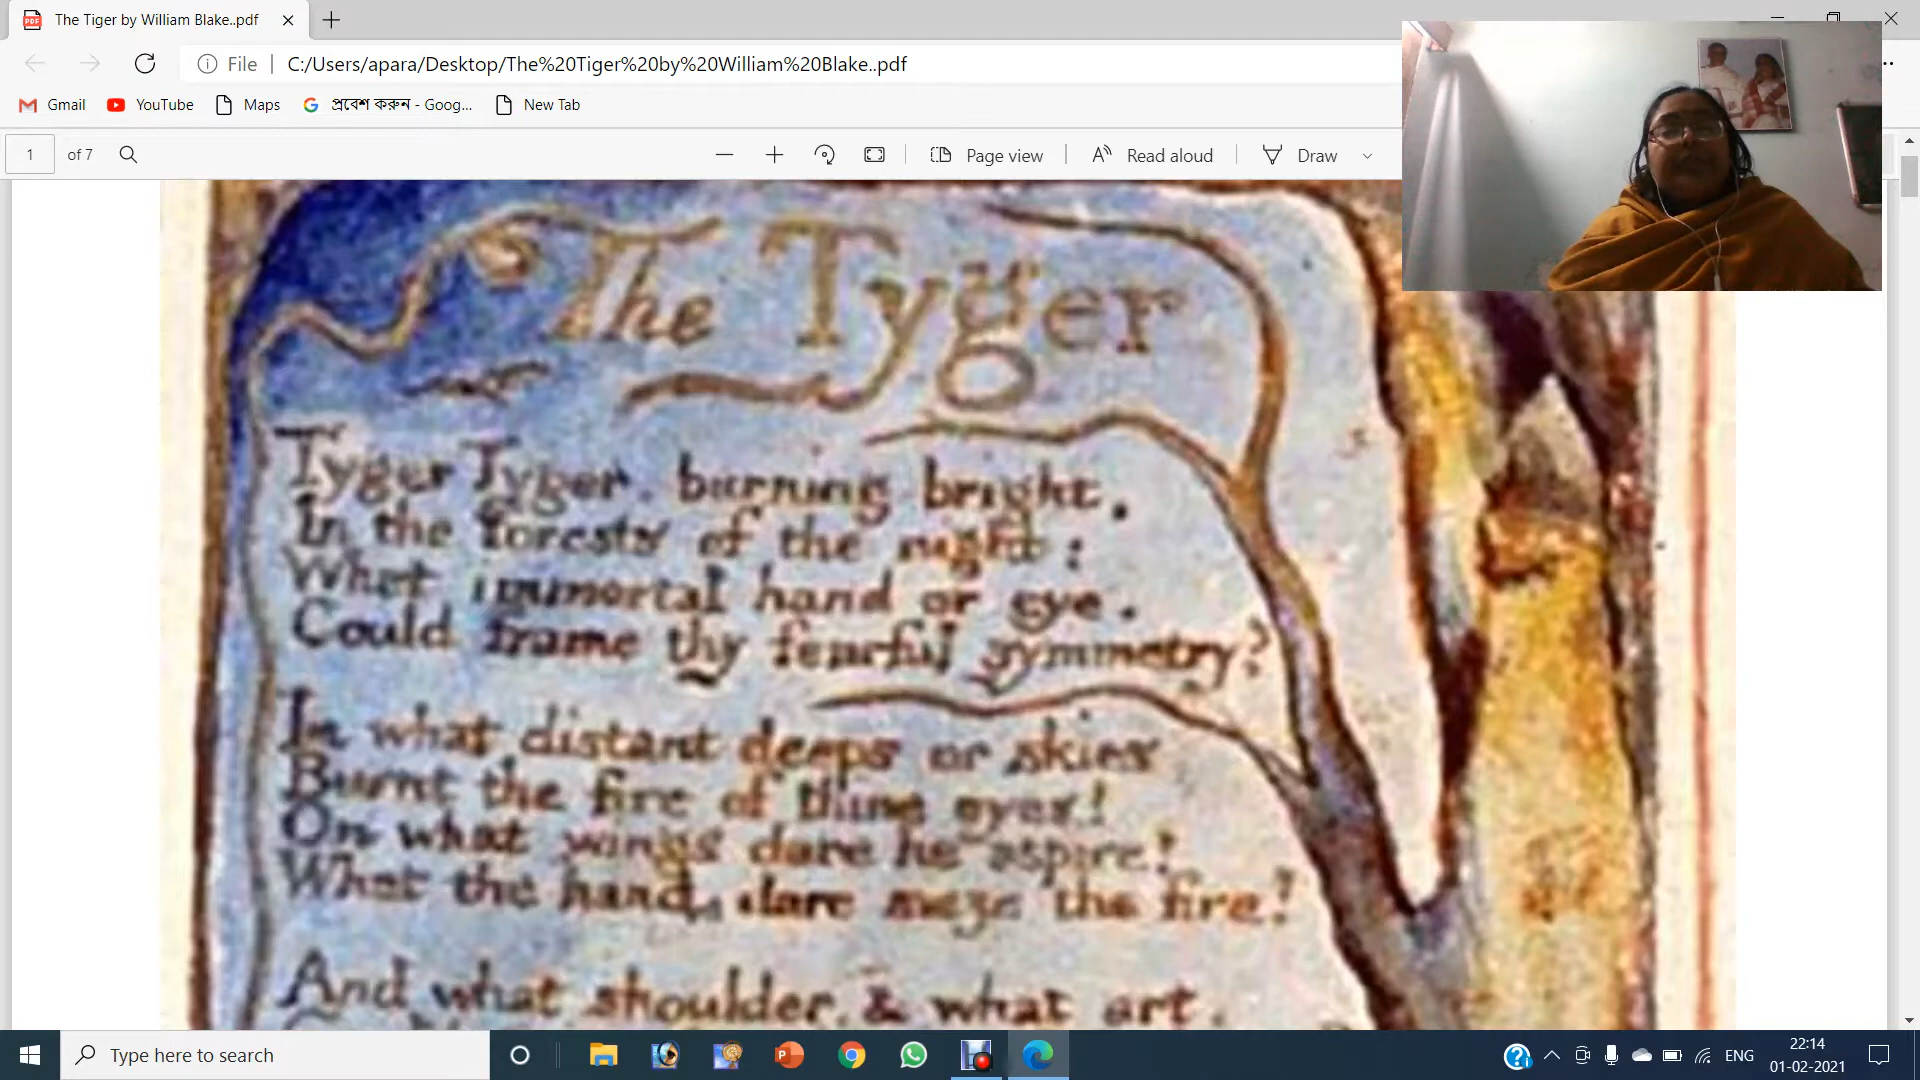 The Tiger by William Blake..pdf
File
C:/Users/apara/Desktop/The%20Tiger%20by%20William%20Blake..pdf
Gmail YouTube Maps প্রবেশ করুন - Goog... New Tab
1 of 7 Page view Read aloud Draw
The Tyger
Tyger Tyger. burning bright.
In the forests of the night:
What immortal hand or eye.
Could frame thy fearful symmetry?
In what distant deeps or skies
Burnt the fire of thine eyes!
On what wings dare he aspire!
What the hand, dare sieze the fire?
And what shoulder, & what art.
Type here to search
ENG
22:14
01-02-2021